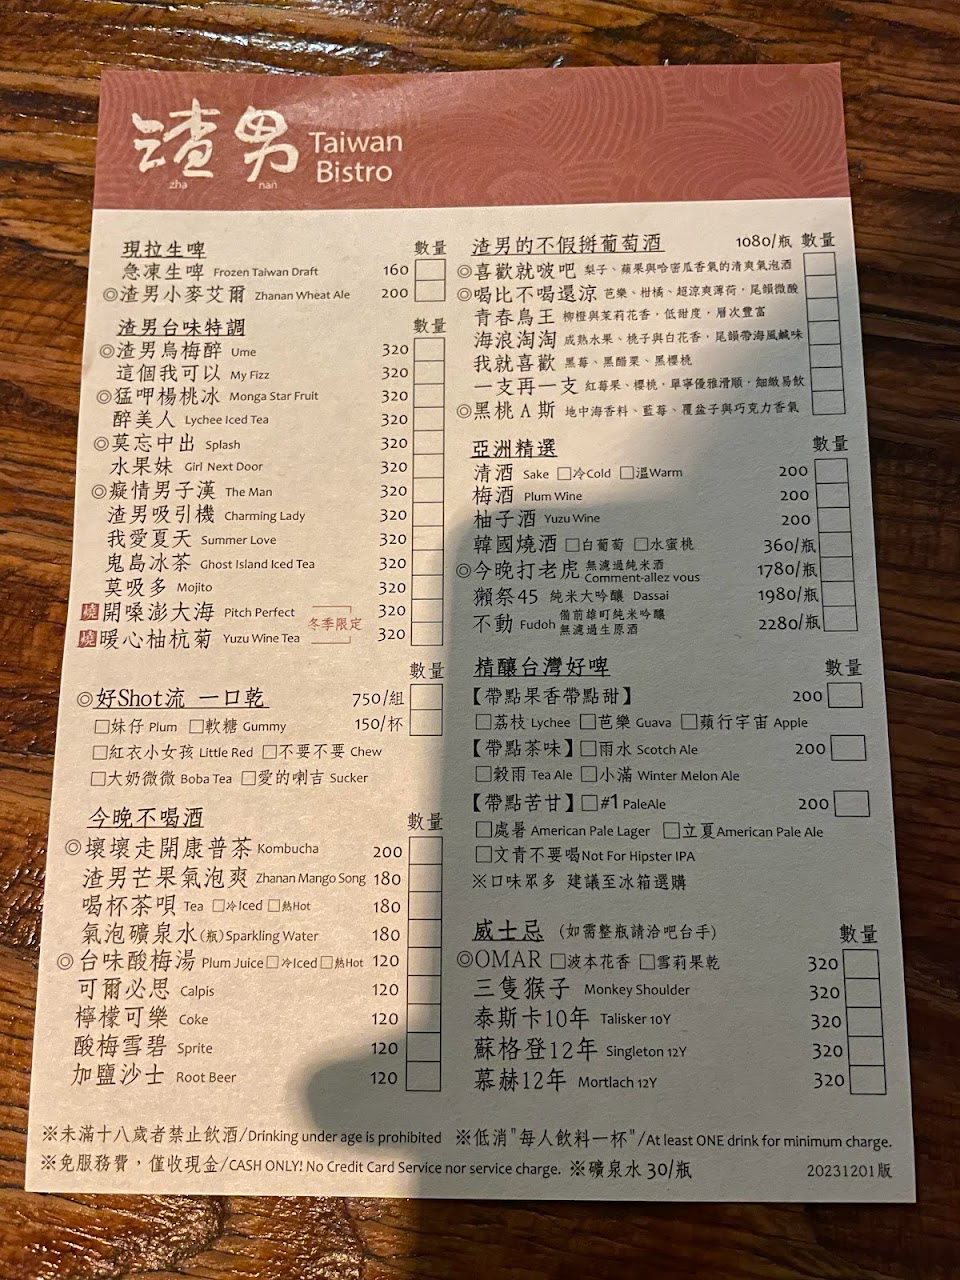 渣男 Taiwan Bistro
zha nan
現拉生啤 數量
急凍生啤 Frozen Taiwan Draft 160
◎渣男小麥艾爾 Zhanan Wheat Ale 200
渣男台味特調 數量
◎渣男烏梅醉 Ume 320
這個我可以 My Fizz 320
◎猛呷楊桃冰 Monga Star Fruit 320
醉美人 Lychee Iced Tea 320
◎莫忘中出 Splash 320
水果妹 Girl Next Door 320
◎癡情男子漢 The Man 320
渣男吸引機 Charming Lady 320
我愛夏天 Summer Love 320
鬼島冰茶 Ghost Island Iced Tea 320
莫吸多 Mojito 320
燒 開嗓澎大海 Pitch Perfect 320
冬季限定
燒 暖心柚杭菊 Yuzu Wine Tea 320
數量
◎好Shot流 一口乾 750/組
□妹仔 Plum □軟糖 Gummy 150/杯
□紅衣小女孩 Little Red □不要不要 Chew
□大奶微微 Boba Tea □愛的喇吉 Sucker
今晚不喝酒 數量
◎壞壞走開康普茶 Kombucha 200
渣男芒果氣泡爽 Zhanan Mango Song 180
喝杯茶唄 Tea □冷Iced □熱Hot 180
氣泡礦泉水(瓶)Sparkling Water 180
◎台味酸梅湯 Plum Juice □冷Iced □熱Hot 120
可爾必思 Calpis 120
檸檬可樂 Coke 120
酸梅雪碧 Sprite 120
加鹽沙士 Root Beer 120
渣男的不假掰葡萄酒 1080/瓶 數量
◎喜歡就啵吧 梨子、蘋果與哈密瓜香氣的清爽氣泡酒
◎喝比不喝還涼 芭樂、柑橘、超涼爽薄荷，尾韻微酸
青春鳥王 柳橙與茉莉花香，低甜度，層次豐富
海浪淘淘 成熟水果、桃子與白花香，尾韻帶海風鹹味
我就喜歡 黑莓、黑醋栗、黑櫻桃
一支再一支 紅莓果、櫻桃，單寧優雅滑順，細緻易飲
◎黑桃A斯 地中海香料、藍莓、覆盆子與巧克力香氣
亞洲精選 數量
清酒 Sake □冷Cold □溫Warm 200
梅酒 Plum Wine 200
柚子酒 Yuzu Wine 200
韓國燒酒 □白葡萄 □水蜜桃 360/瓶
◎今晚打老虎 無濾過純米酒 Comment-allez vous 1780/瓶
獺祭45 純米大吟釀 Dassai 1980/瓶
不動 Fudoh 備前雄町純米吟釀 無濾過生原酒 2280/瓶
精釀台灣好啤 數量
【帶點果香帶點甜】 200
□荔枝 Lychee □芭樂 Guava □蘋行宇宙 Apple
【帶點茶味】□雨水 Scotch Ale 200
□穀雨 Tea Ale □小滿 Winter Melon Ale
【帶點苦甘】□#1 PaleAle 200
□處暑 American Pale Lager □立夏 American Pale Ale
□文青不要喝 Not For Hipster IPA
※口味眾多 建議至冰箱選購
威士忌 (如需整瓶請洽吧台手) 數量
◎OMAR □波本花香 □雪莉果乾 320
三隻猴子 Monkey Shoulder 320
泰斯卡10年 Talisker 10Y 320
蘇格登12年 Singleton 12Y 320
慕赫12年 Mortlach 12Y 320
※未滿十八歲者禁止飲酒/Drinking under age is prohibited ※低消"每人飲料一杯"/At least ONE drink for minimum charge.
※免服務費，僅收現金/CASH ONLY! No Credit Card Service nor service charge. ※礦泉水 30/瓶 20231201版